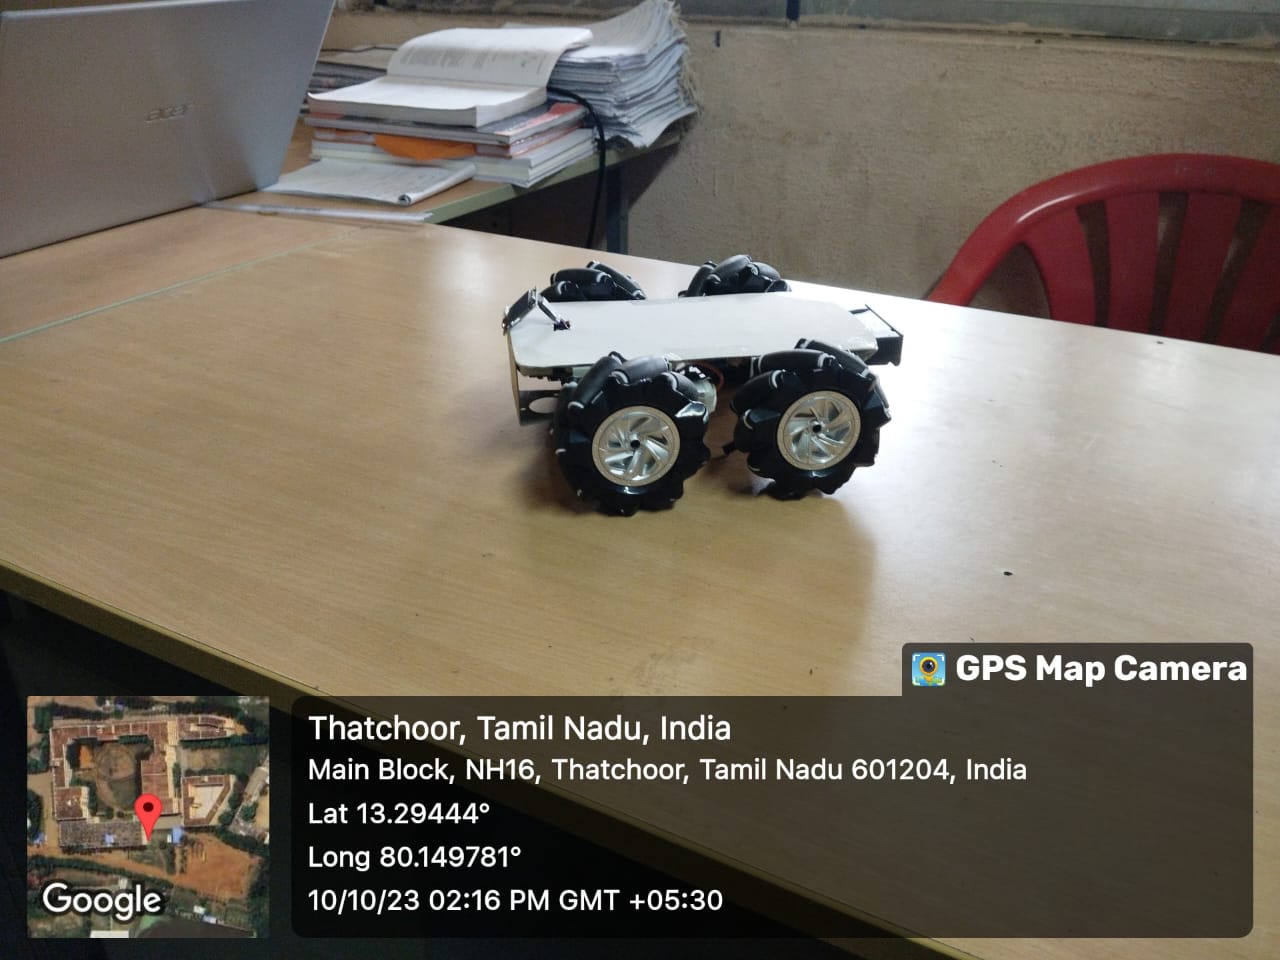 acer
GPS Map Camera
Thatchoor, Tamil Nadu, India
Main Block, NH16, Thatchoor, Tamil Nadu 601204, India
Lat 13.29444°
Long 80.149781°
10/10/23 02:16 PM GMT +05:30
Google